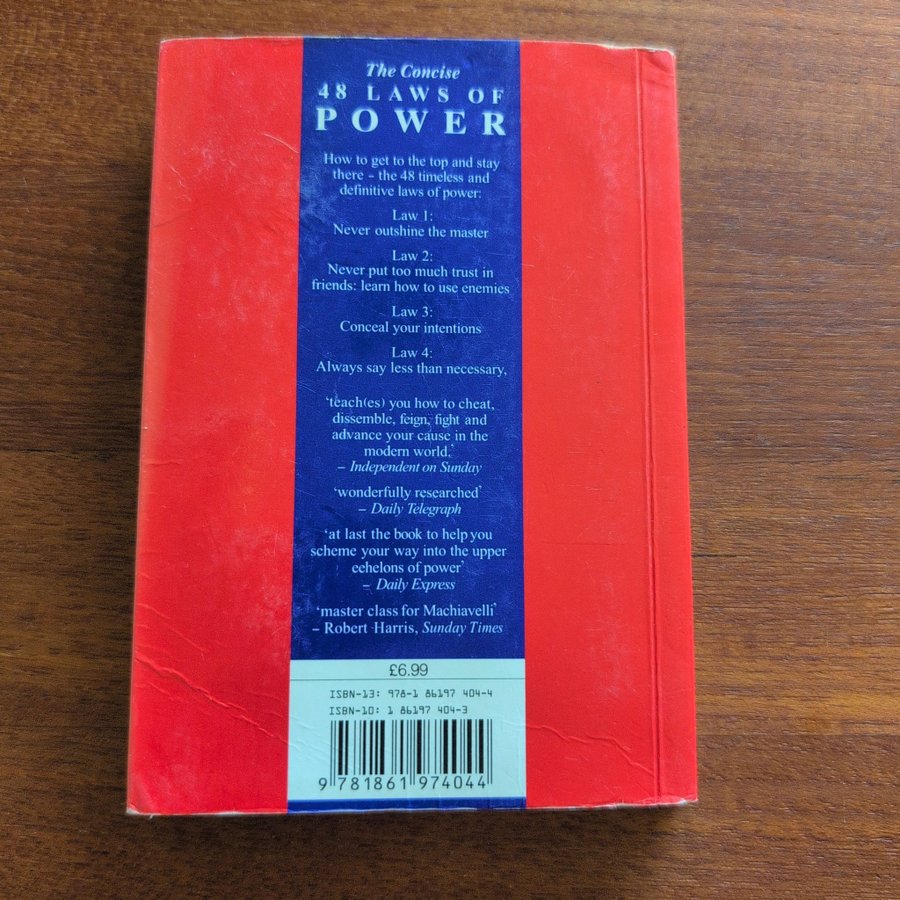 The Concise
48 LAWS OF
POWER
How to get to the top and stay
there – the 48 timeless and
definitive laws of power:
Law 1:
Never outshine the master
Law 2:
Never put too much trust in
friends: learn how to use enemies
Law 3:
Conceal your intentions
Law 4:
Always say less than necessary,
‘teach(es) you how to cheat,
dissemble, feign, fight and
advance your cause in the
modern world.’
– Independent on Sunday
‘wonderfully researched’
– Daily Telegraph
‘at last the book to help you
scheme your way into the upper
echelons of power’
– Daily Express
‘master class for Machiavelli’
– Robert Harris, Sunday Times
£6.99
ISBN-13: 978-1 86197 404-4
ISBN-10: 1 86197 404-3
9 781861 974044